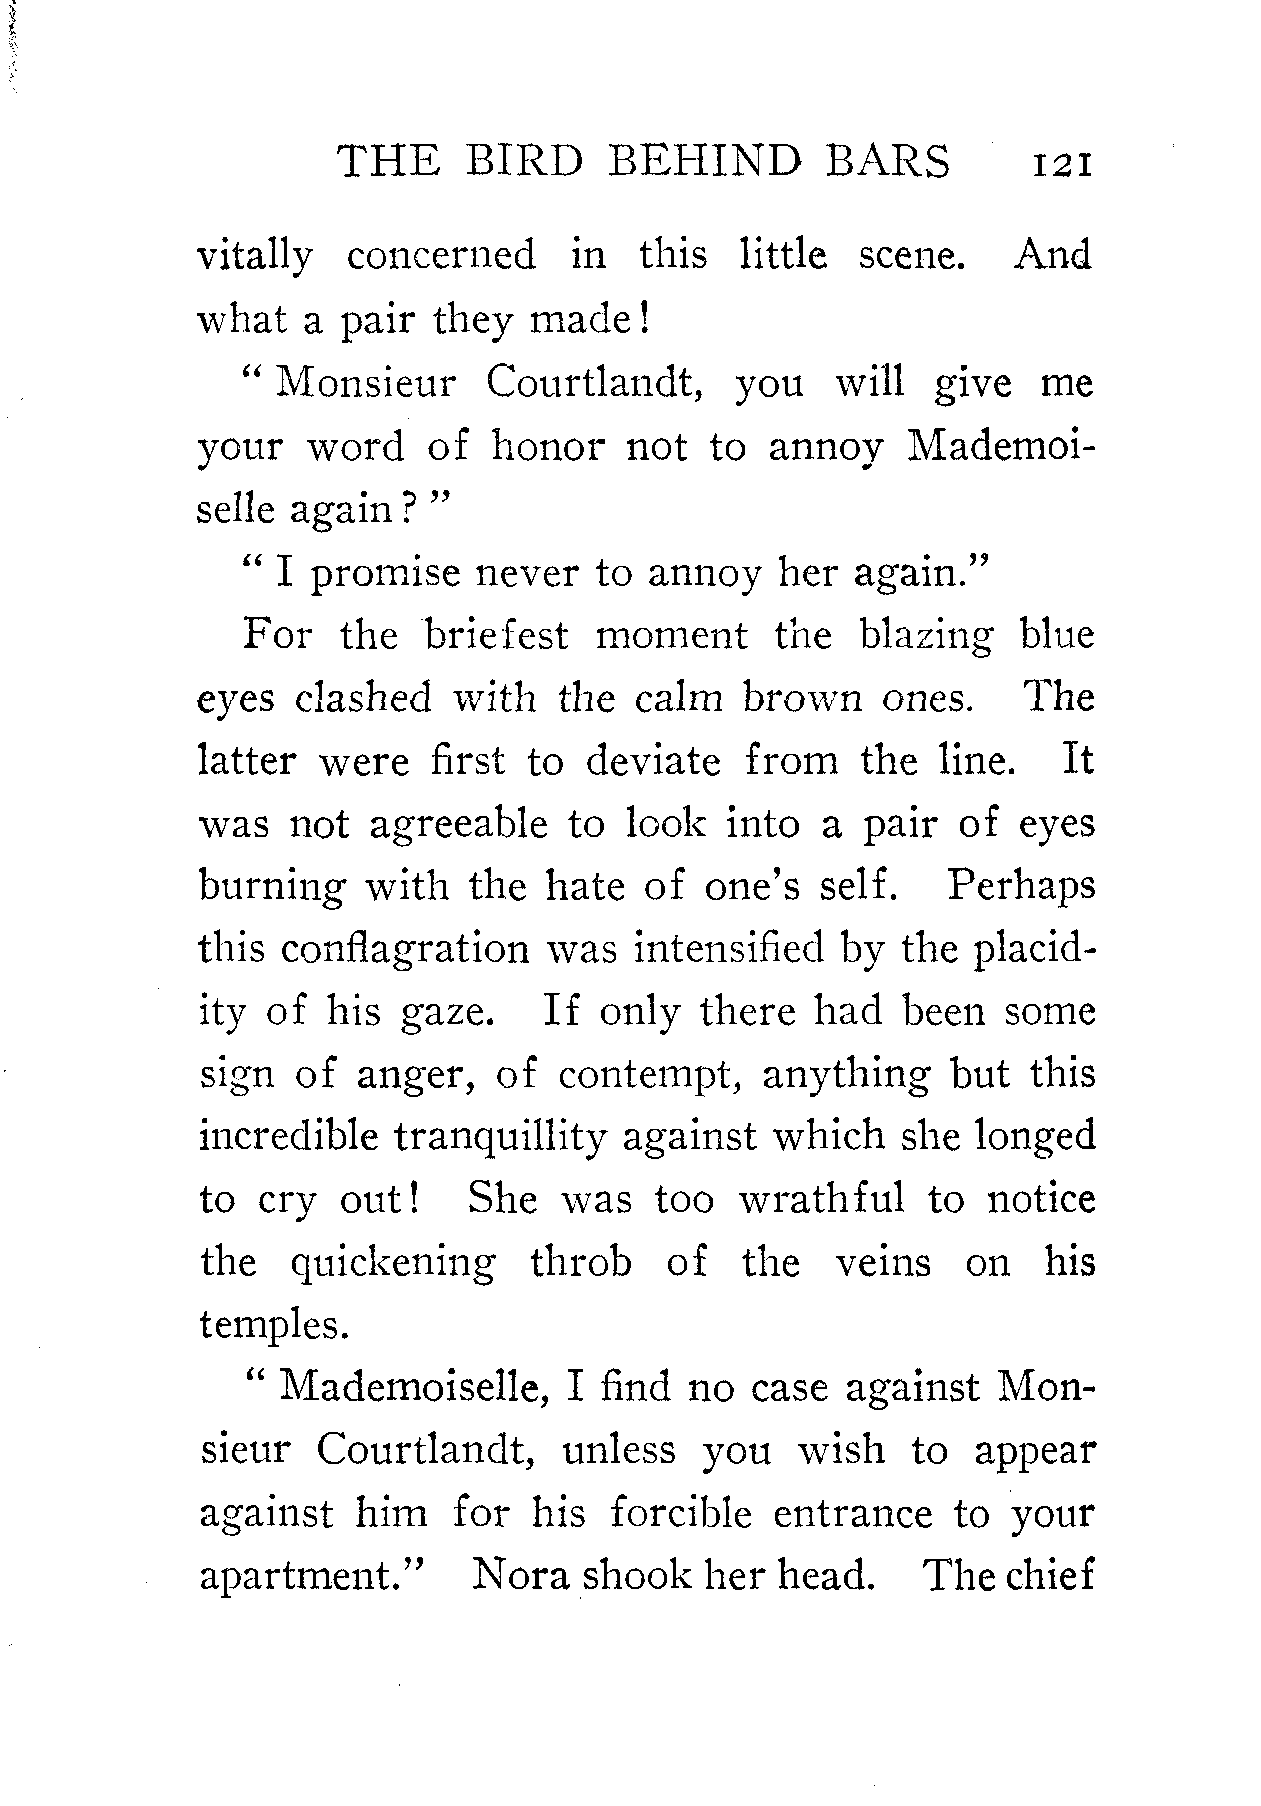 THE BIRD BEHIND BARS 121
vitally concerned in this little scene. And
what a pair they made!
“ Monsieur Courtlandt, you will give me
your word of honor not to annoy Mademoi-
selle again? ”
“ I promise never to annoy her again.”
For the briefest moment the blazing blue
eyes clashed with the calm brown ones. The
latter were first to deviate from the line. It
was not agreeable to look into a pair of eyes
burning with the hate of one’s self. Perhaps
this conflagration was intensified by the placid-
ity of his gaze. If only there had been some
sign of anger, of contempt, anything but this
incredible tranquillity against which she longed
to cry out! She was too wrathful to notice
the quickening throb of the veins on his
temples.
“ Mademoiselle, I find no case against Mon-
sieur Courtlandt, unless you wish to appear
against him for his forcible entrance to your
apartment.” Nora shook her head. The chief